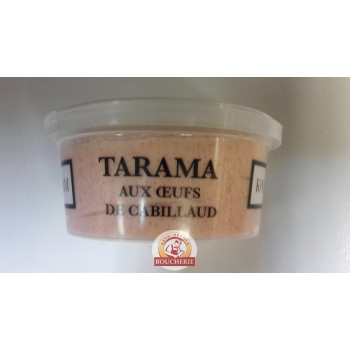 TARAMA
AUX ŒUFS
DE CABILLAUD
BOUCHERIE